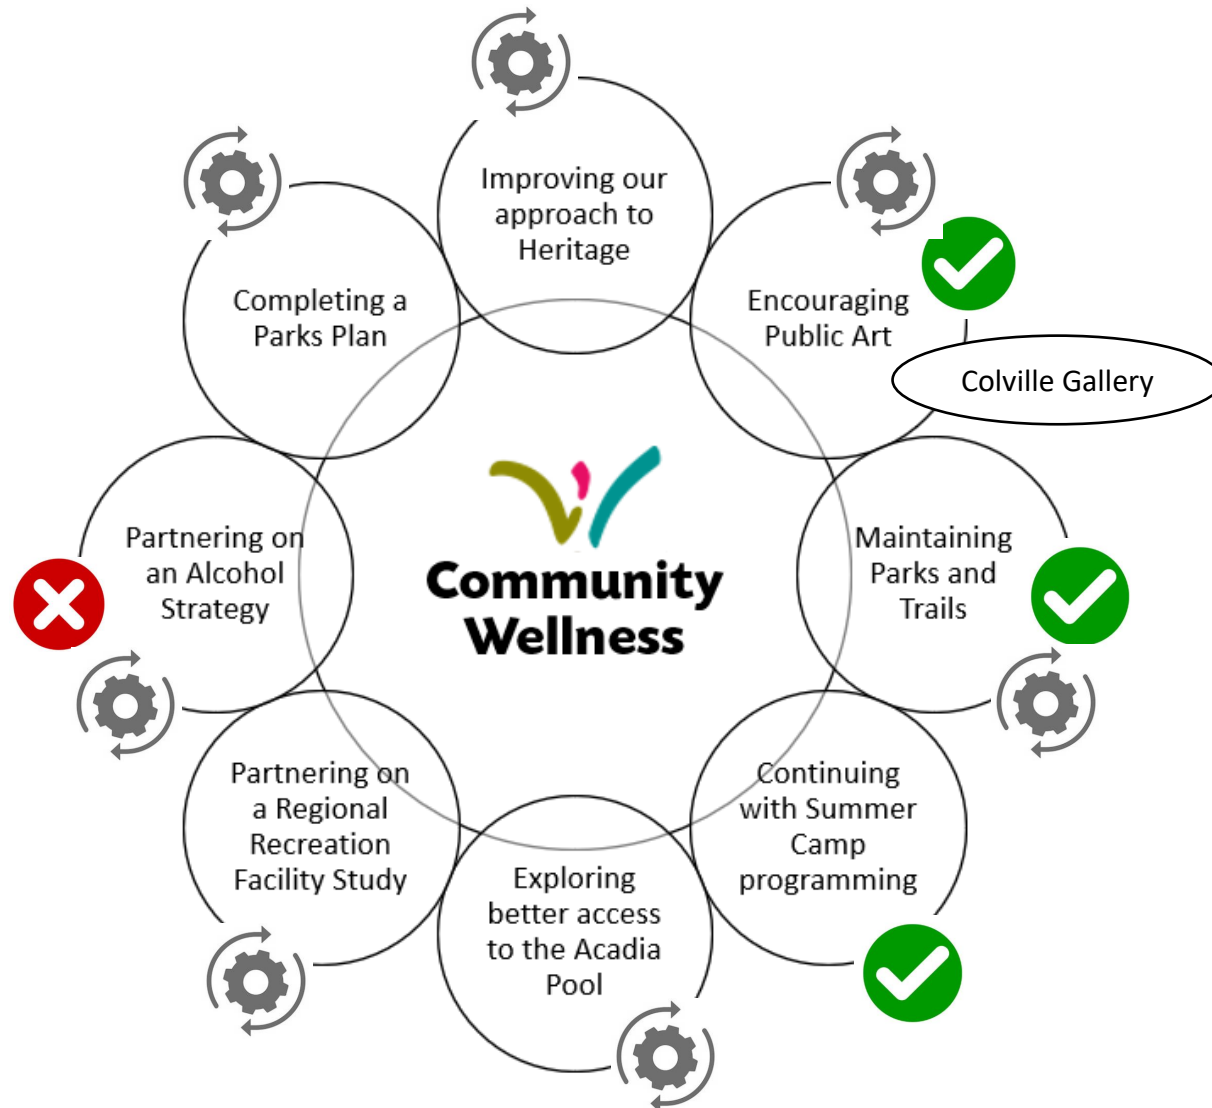 Improving our
approach to
Heritage
Encouraging
Public Art
Colville Gallery
Maintaining
Parks and
Trails
Continuing
with Summer
Camp
programming
Exploring
better access
to the Acadia
Pool
Partnering on
a Regional
Recreation
Facility Study
Partnering on
an Alcohol
Strategy
Completing a
Parks Plan
Community
Wellness